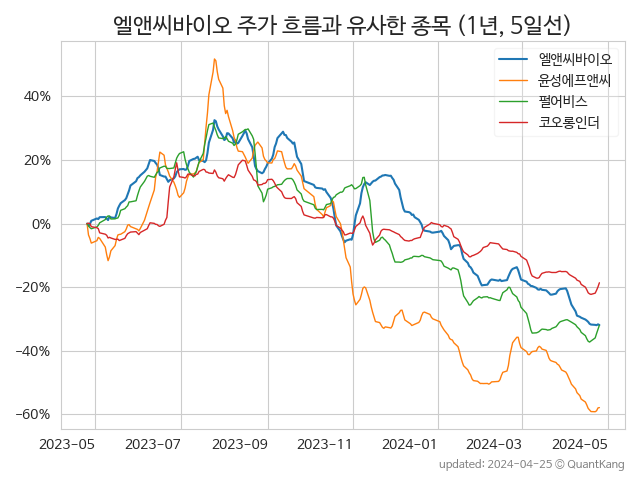 엘앤씨바이오 주가 흐름과 유사한 종목 (1년, 5일선)
엘앤씨바이오
윤성에프앤씨
펄어비스
코오롱인더
40%
20%
0%
−20%
−40%
−60%
2023-05
2023-07
2023-09
2023-11
2024-01
2024-03
2024-05
updated: 2024-04-25 © QuantKang